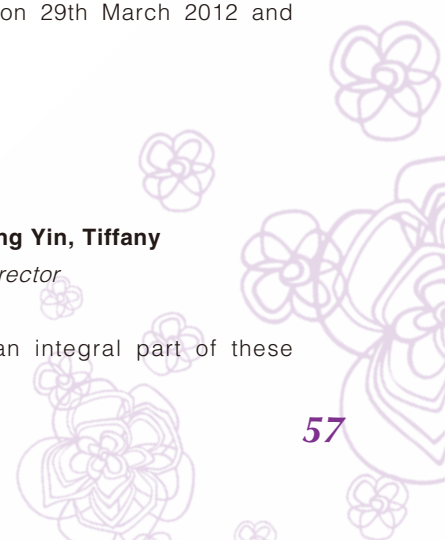 on 29th March 2012 and
ng Yin, Tiffany
rector
an integral part of these
57